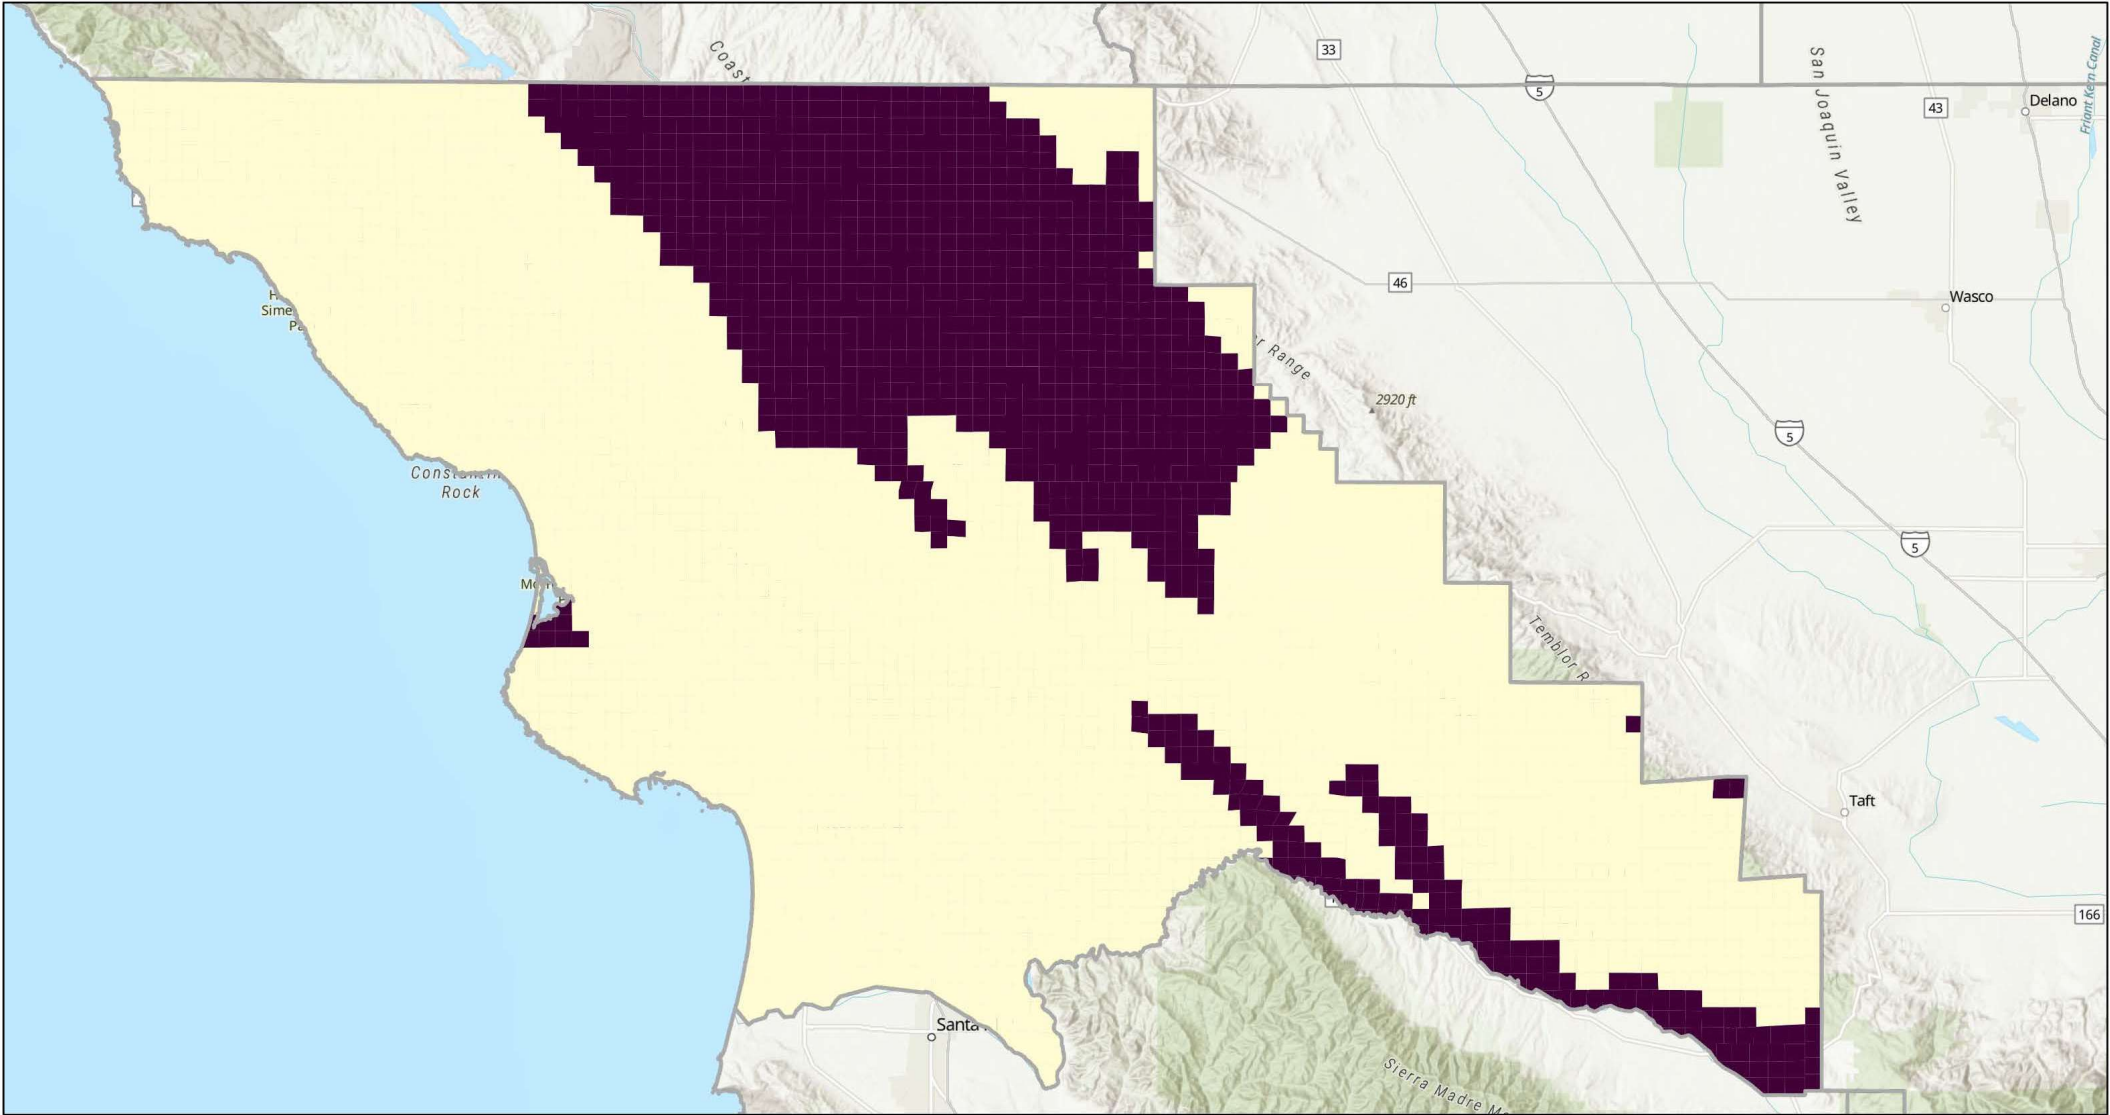 Coast
33
5
San Joaquin Valley
43
Delano
Friant Kern Canal
46
Wasco
Sime
Range
2920 ft
5
Rock
5
Temblor R
Taft
166
Santa
Sierra Madre